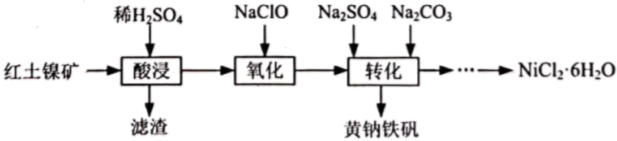 稀H₂SO₄ NaClO Na₂SO₄ Na₂CO₃
红土镍矿 酸浸 氧化 转化 … NiCl₂·6H₂O
滤渣 黄钠铁矾